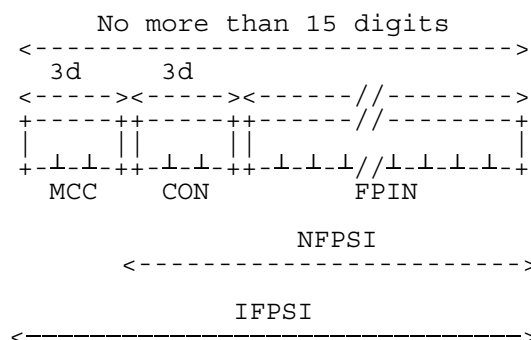 No more than 15 digits
3d 3d
MCC CON FPIN
NFPSI
IFPSI